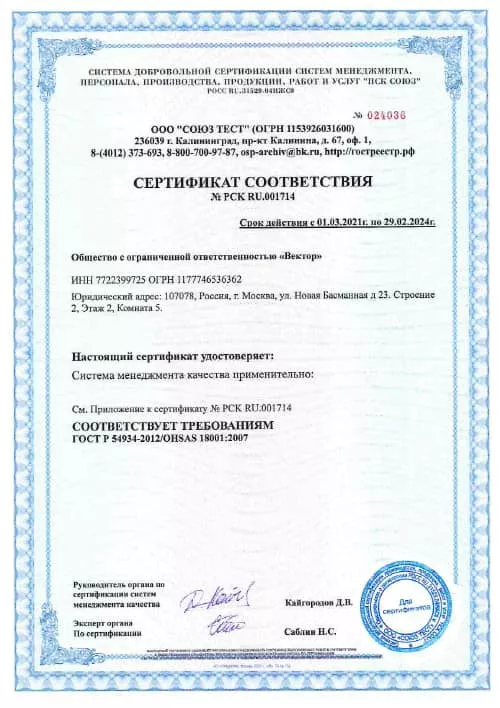 СИСТЕМА ДОБРОВОЛЬНОЙ СЕРТИФИКАЦИИ СИСТЕМ МЕНЕДЖМЕНТА,
ПЕРСОНАЛА, ПРОИЗВОДСТВА, ПРОДУКЦИИ, РАБОТ И УСЛУГ "ПСК СОЮЗ"
РОСС RU.31529.04ИЖС0
№ 024036
ООО "СОЮЗ ТЕСТ" (ОГРН 1153926031600)
236039 г. Калининград, пр-кт Калинина, д. 67, оф. 1,
8-(4012) 373-693, 8-800-700-97-87, osp-archiv@bk.ru, http://гостреестр.рф
СЕРТИФИКАТ СООТВЕТСТВИЯ
№ РСК RU.001714
Срок действия с 01.03.2021г. по 29.02.2024г.
Общество с ограниченной ответственностью «Вектор»
ИНН 7722399725 ОГРН 1177746536362
Юридический адрес: 107078, Россия, г. Москва, ул. Новая Басманная д 23. Строение
2, Этаж 2, Комната 5.
Настоящий сертификат удостоверяет:
Система менеджмента качества применительно:
См. Приложение к сертификату № РСК RU.001714
СООТВЕТСТВУЕТ ТРЕБОВАНИЯМ
ГОСТ Р 54934-2012/OHSAS 18001:2007
Руководитель органа по
сертификации систем
менеджмента качества
Кайгородов Д.В.
Эксперт органа
По сертификации
Саблин Н.С.
Для
сертификатов
ООО «СОЮЗ ТЕСТ»